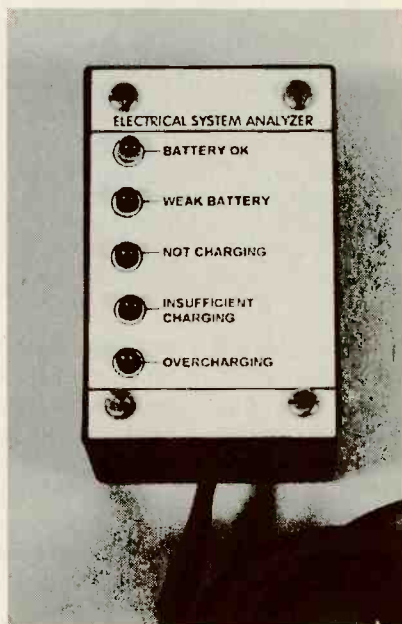 ELECTRICAL SYSTEM ANALYZER
BATTERY OK
WEAK BATTERY
NOT CHARGING
INSUFFICIENT
CHARGING
OVERCHARGING